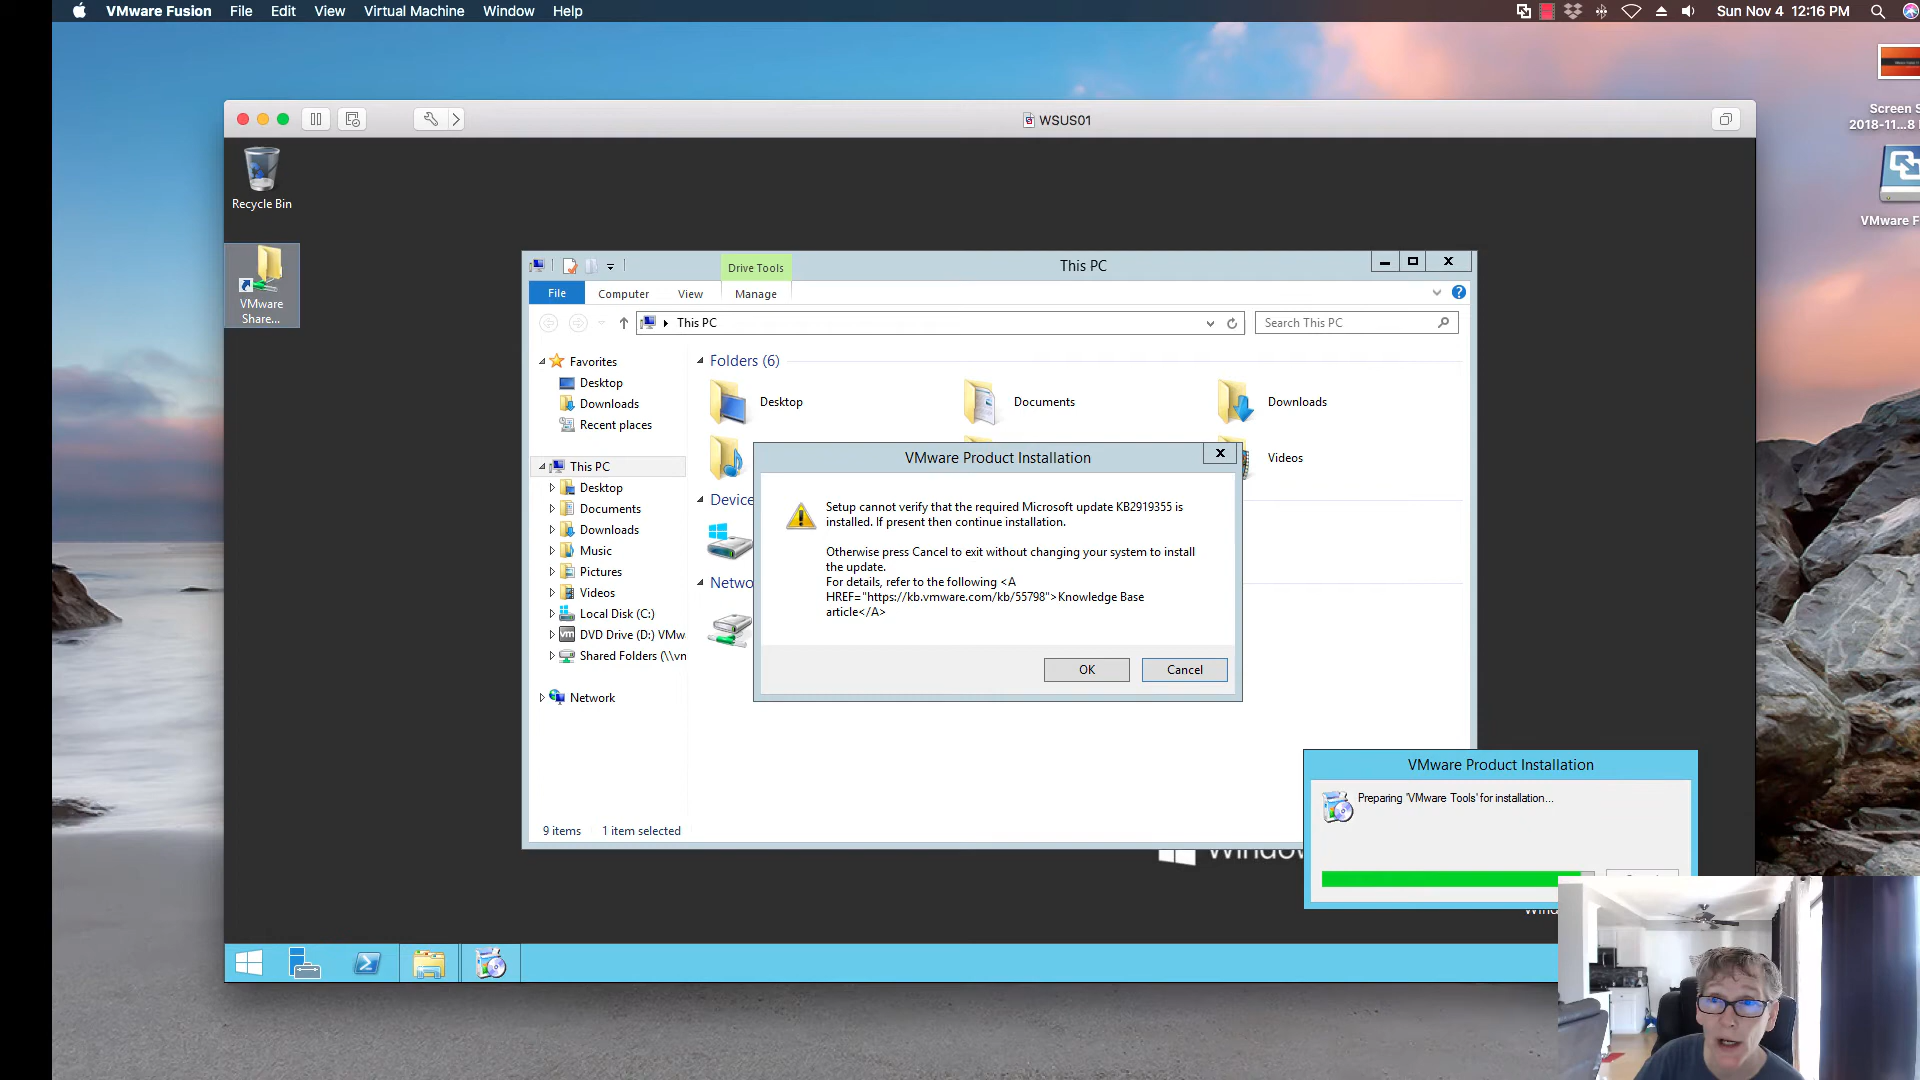 VMware Fusion File Edit View Virtual Machine Window Help Sun Nov 4 12:16 PM
Screen S
2018-11...8
VMware F
WSUS01
Recycle Bin
VMware
Share...
Drive Tools
This PC
File Computer View Manage
This PC
Search This PC
Favorites
Desktop
Downloads
Recent places
This PC
Desktop
Documents
Downloads
Music
Pictures
Videos
Local Disk (C:)
DVD Drive (D:) VMw
Shared Folders (\\vn
Network
Folders (6)
Desktop
Documents
Downloads
Videos
Device
Netwo
VMware Product Installation
Setup cannot verify that the required Microsoft update KB2919355 is
installed. If present then continue installation.
Otherwise press Cancel to exit without changing your system to install
the update.
For details, refer to the following <A
HREF="https://kb.vmware.com/kb/55798">Knowledge Base
article</A>
OK
Cancel
9 items 1 item selected
VMware Product Installation
Preparing 'VMware Tools' for installation...
vm